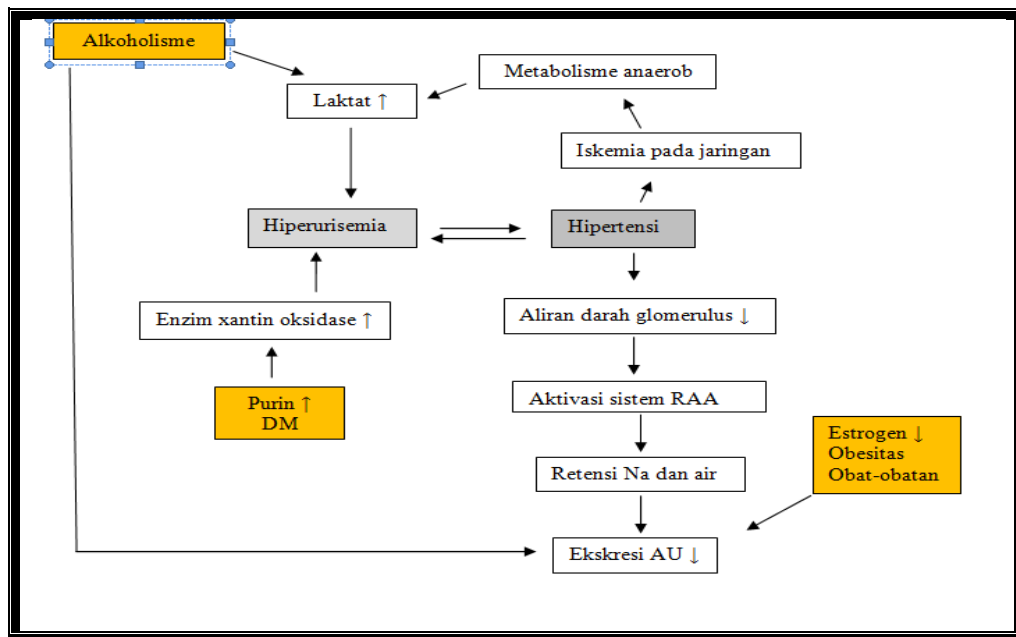 Alkoholisme
Metabolisme anaerob
Laktat ↑
Iskemia pada jaringan
Hiperurisemia
Hipertensi
Enzim xantin oksidase ↑
Aliran darah glomerulus ↓
Purin ↑
DM
Aktivasi sistem RAA
Estrogen ↓
Obesitas
Obat-obatan
Retensi Na dan air
Ekskresi AU ↓